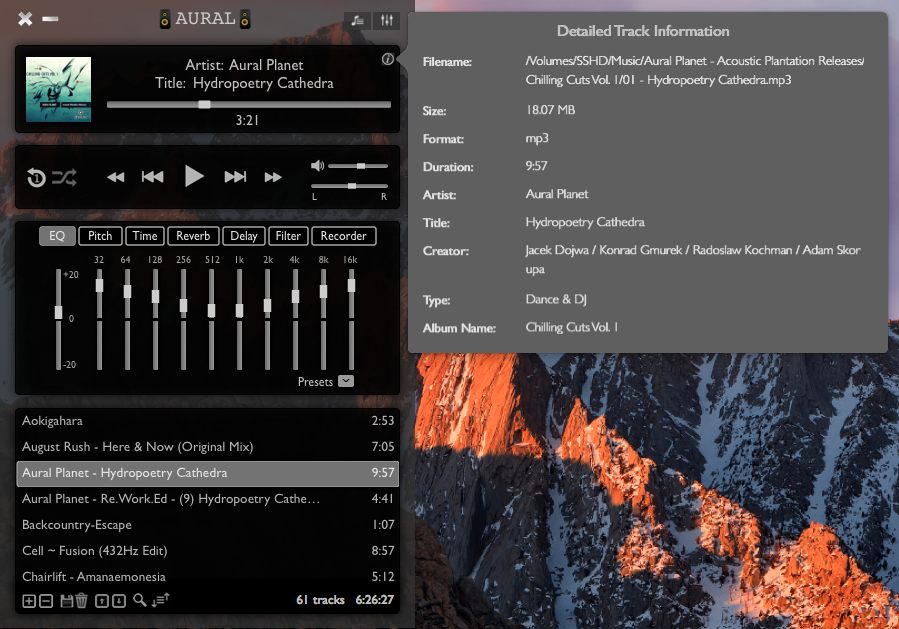 AURAL
Artist: Aural Planet
Title: Hydropoetry Cathedra
3:21
1
L R
EQ Pitch Time Reverb Delay Filter Recorder
32 64 128 256 512 1k 2k 4k 8k 16k
+20
0
-20
Presets
Aokigahara 2:53
August Rush - Here & Now (Original Mix) 7:05
Aural Planet - Hydropoetry Cathedra 9:57
Aural Planet - Re.Work.Ed - (9) Hydropoetry Cathe... 4:41
Backcountry-Escape 1:07
Cell ~ Fusion (432Hz Edit) 8:57
Chairlift - Amanaemonesia 5:12
61 tracks 6:26:27
Detailed Track Information
Filename: /Volumes/SSHD/Music/Aural Planet - Acoustic Plantation Releases/
Chilling Cuts Vol. 1/01 - Hydropoetry Cathedra.mp3
Size: 18.07 MB
Format: mp3
Duration: 9:57
Artist: Aural Planet
Title: Hydropoetry Cathedra
Creator: Jacek Dojwa / Konrad Gmurek / Radoslaw Kochman / Adam Skor
upa
Type: Dance & DJ
Album Name: Chilling Cuts Vol. 1